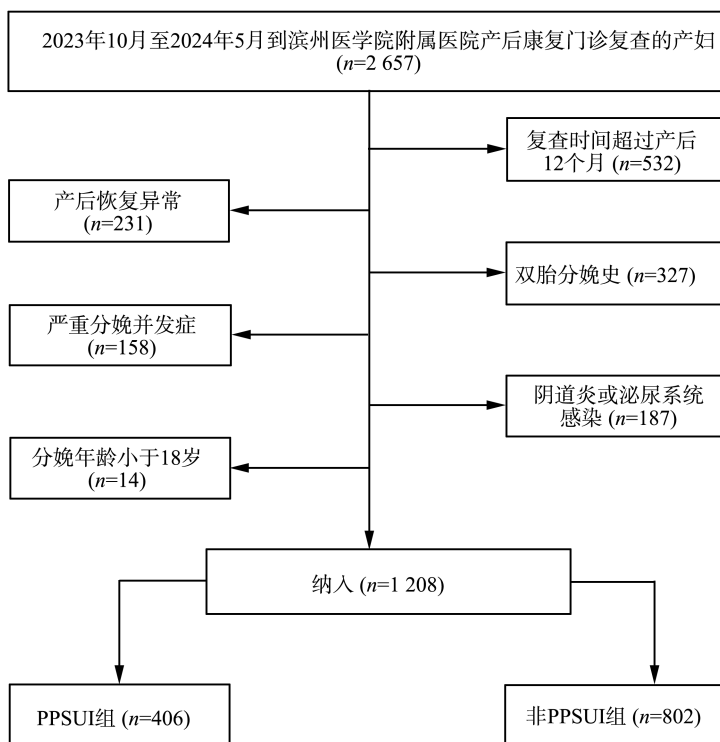 2023年10月至2024年5月到滨州医学院附属医院产后康复门诊复查的产妇
(n=2 657)
复查时间超过产后
12个月 (n=532)
产后恢复异常
(n=231)
双胎分娩史 (n=327)
严重分娩并发症
(n=158)
阴道炎或泌尿系统
感染 (n=187)
分娩年龄小于18岁
(n=14)
纳入 (n=1 208)
PPSUI组 (n=406)
非PPSUI组 (n=802)